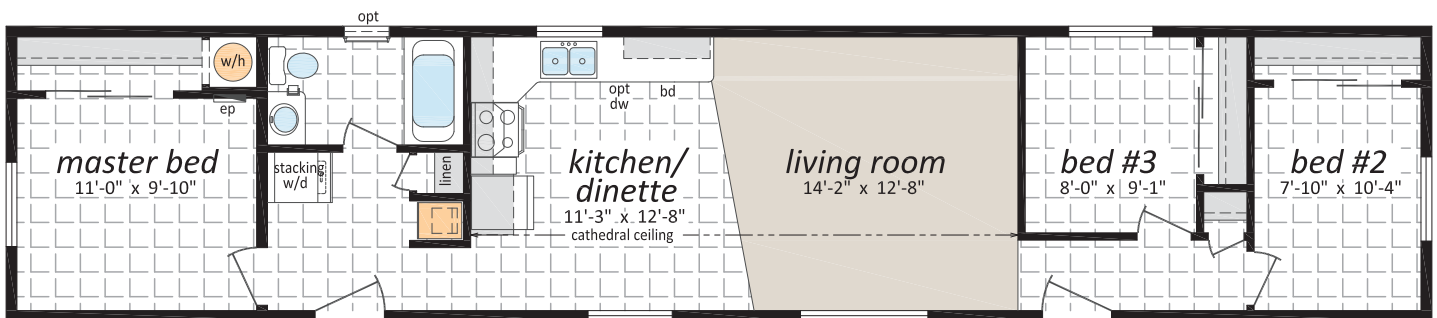 opt
w/h
ep
master bed
11'-0" x 9'-10"
stacking
w/d
linen
opt
dw
bd
kitchen/
dinette
11'-3" x 12'-8"
cathedral ceiling
living room
14'-2" x 12'-8"
bed #3
8'-0" x 9'-1"
bed #2
7'-10" x 10'-4"